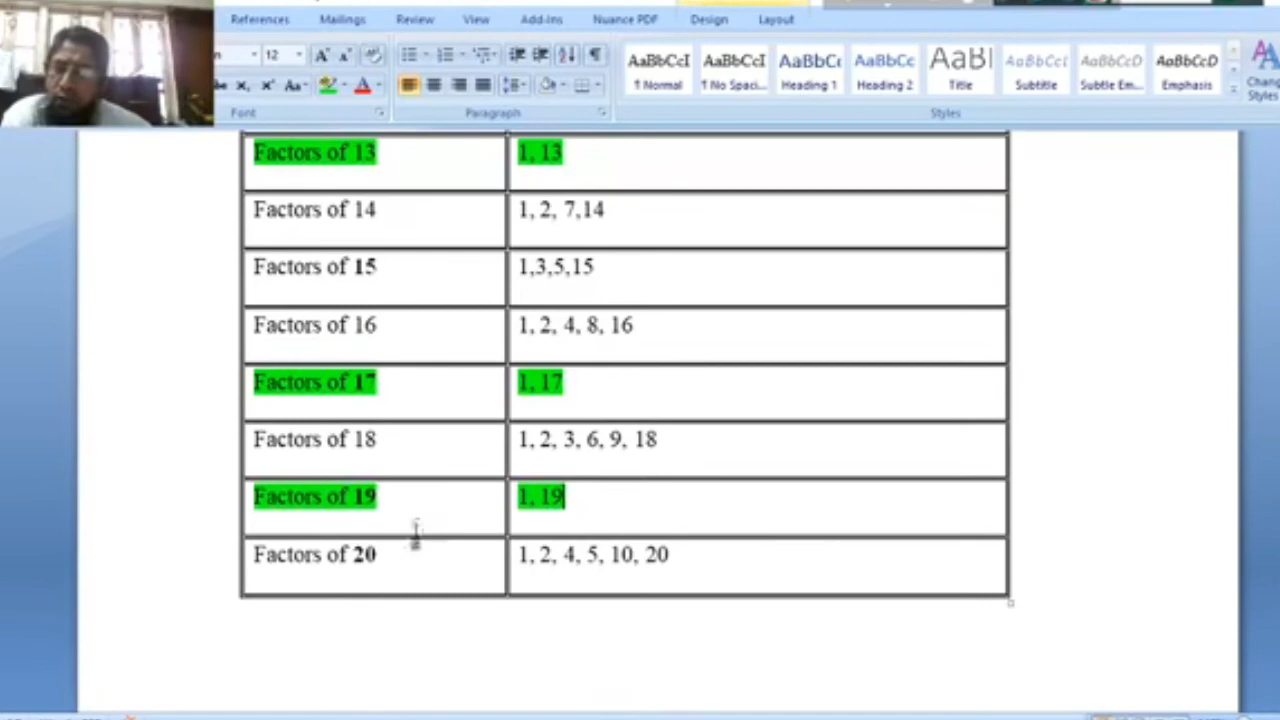 References Mailings Review View Add-Ins Nuance PDF Design Layout
12
AaBbCcI AaBbCcI AaBbCc AaBbCc AaB AaBbCcI AaBbCcD AaBbCcD
¶ Normal ¶ No Spaci... Heading 1 Heading 2 Title Subtitle Subtle Em... Emphasis
Styles
Font Paragraph Styles
Factors of 13 1, 13
Factors of 14 1, 2, 7,14
Factors of 15 1,3,5,15
Factors of 16 1, 2, 4, 8, 16
Factors of 17 1, 17
Factors of 18 1, 2, 3, 6, 9, 18
Factors of 19 1, 19
Factors of 20 1, 2, 4, 5, 10, 20